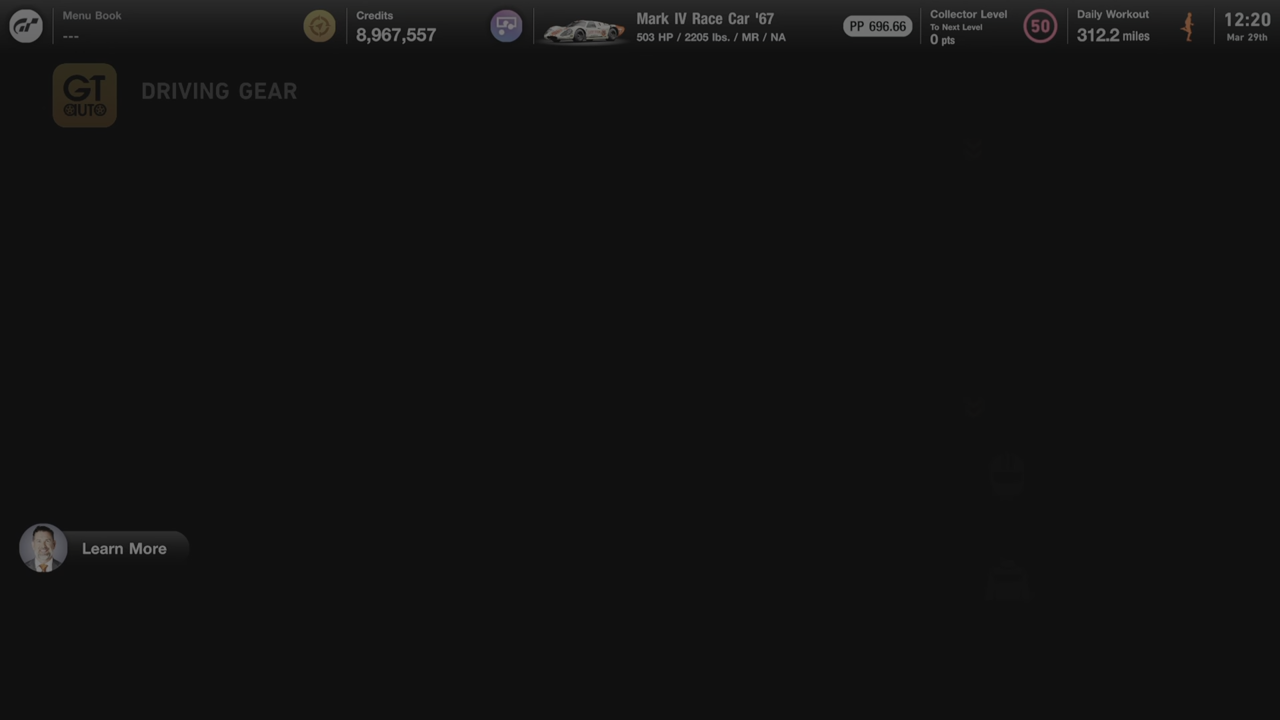 Menu Book
---
Credits
8,967,557
Mark IV Race Car '67
503 HP / 2205 lbs. / MR / NA
PP 696.66
Collector Level
To Next Level
0 pts
50
Daily Workout
312.2 miles
12:20
Mar 29th
GT
AUTO
DRIVING GEAR
Learn More